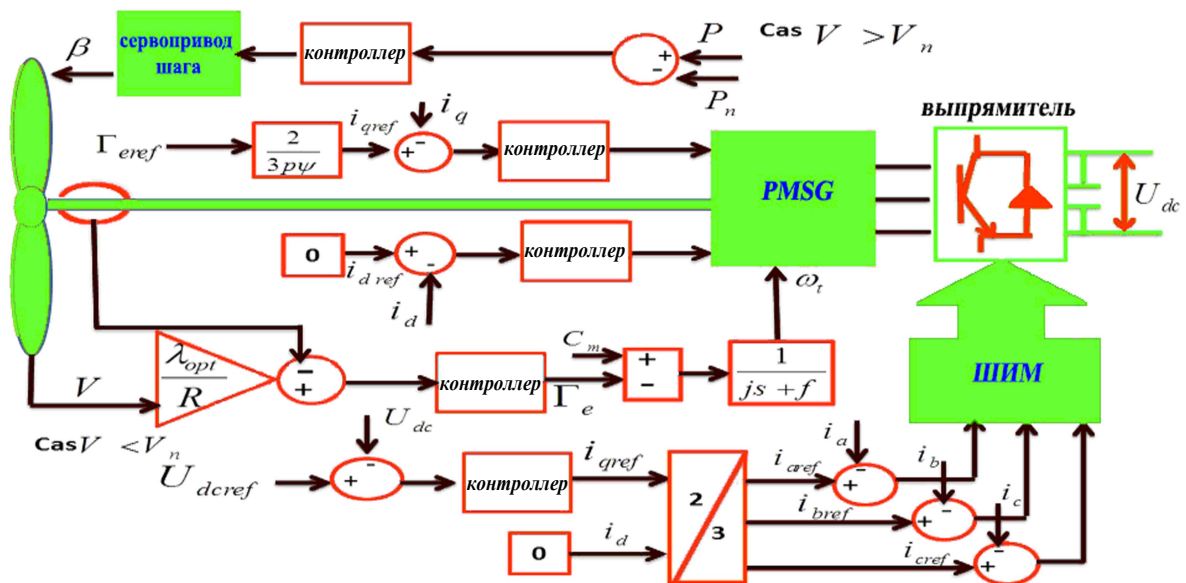 β
сервопривод
шага
контроллер
+
-
P
P_n
Cas V > V_n
Γ_eref
2
3pψ
i_qref
i_q
+
-
контроллер
PMSG
выпрямитель
U_dc
0
i_d ref
+
-
i_d
контроллер
ω_t
V
λ_opt
R
-
+
контроллер
Γ_e
C_m
+
-
1
js + f
ШИМ
Cas V < V_n
U_dc
U_dcref
+
-
контроллер
i_qref
0
i_d
2
3
i_aref
i_a
+
-
i_bref
i_b
+
-
i_cref
i_c
+
-